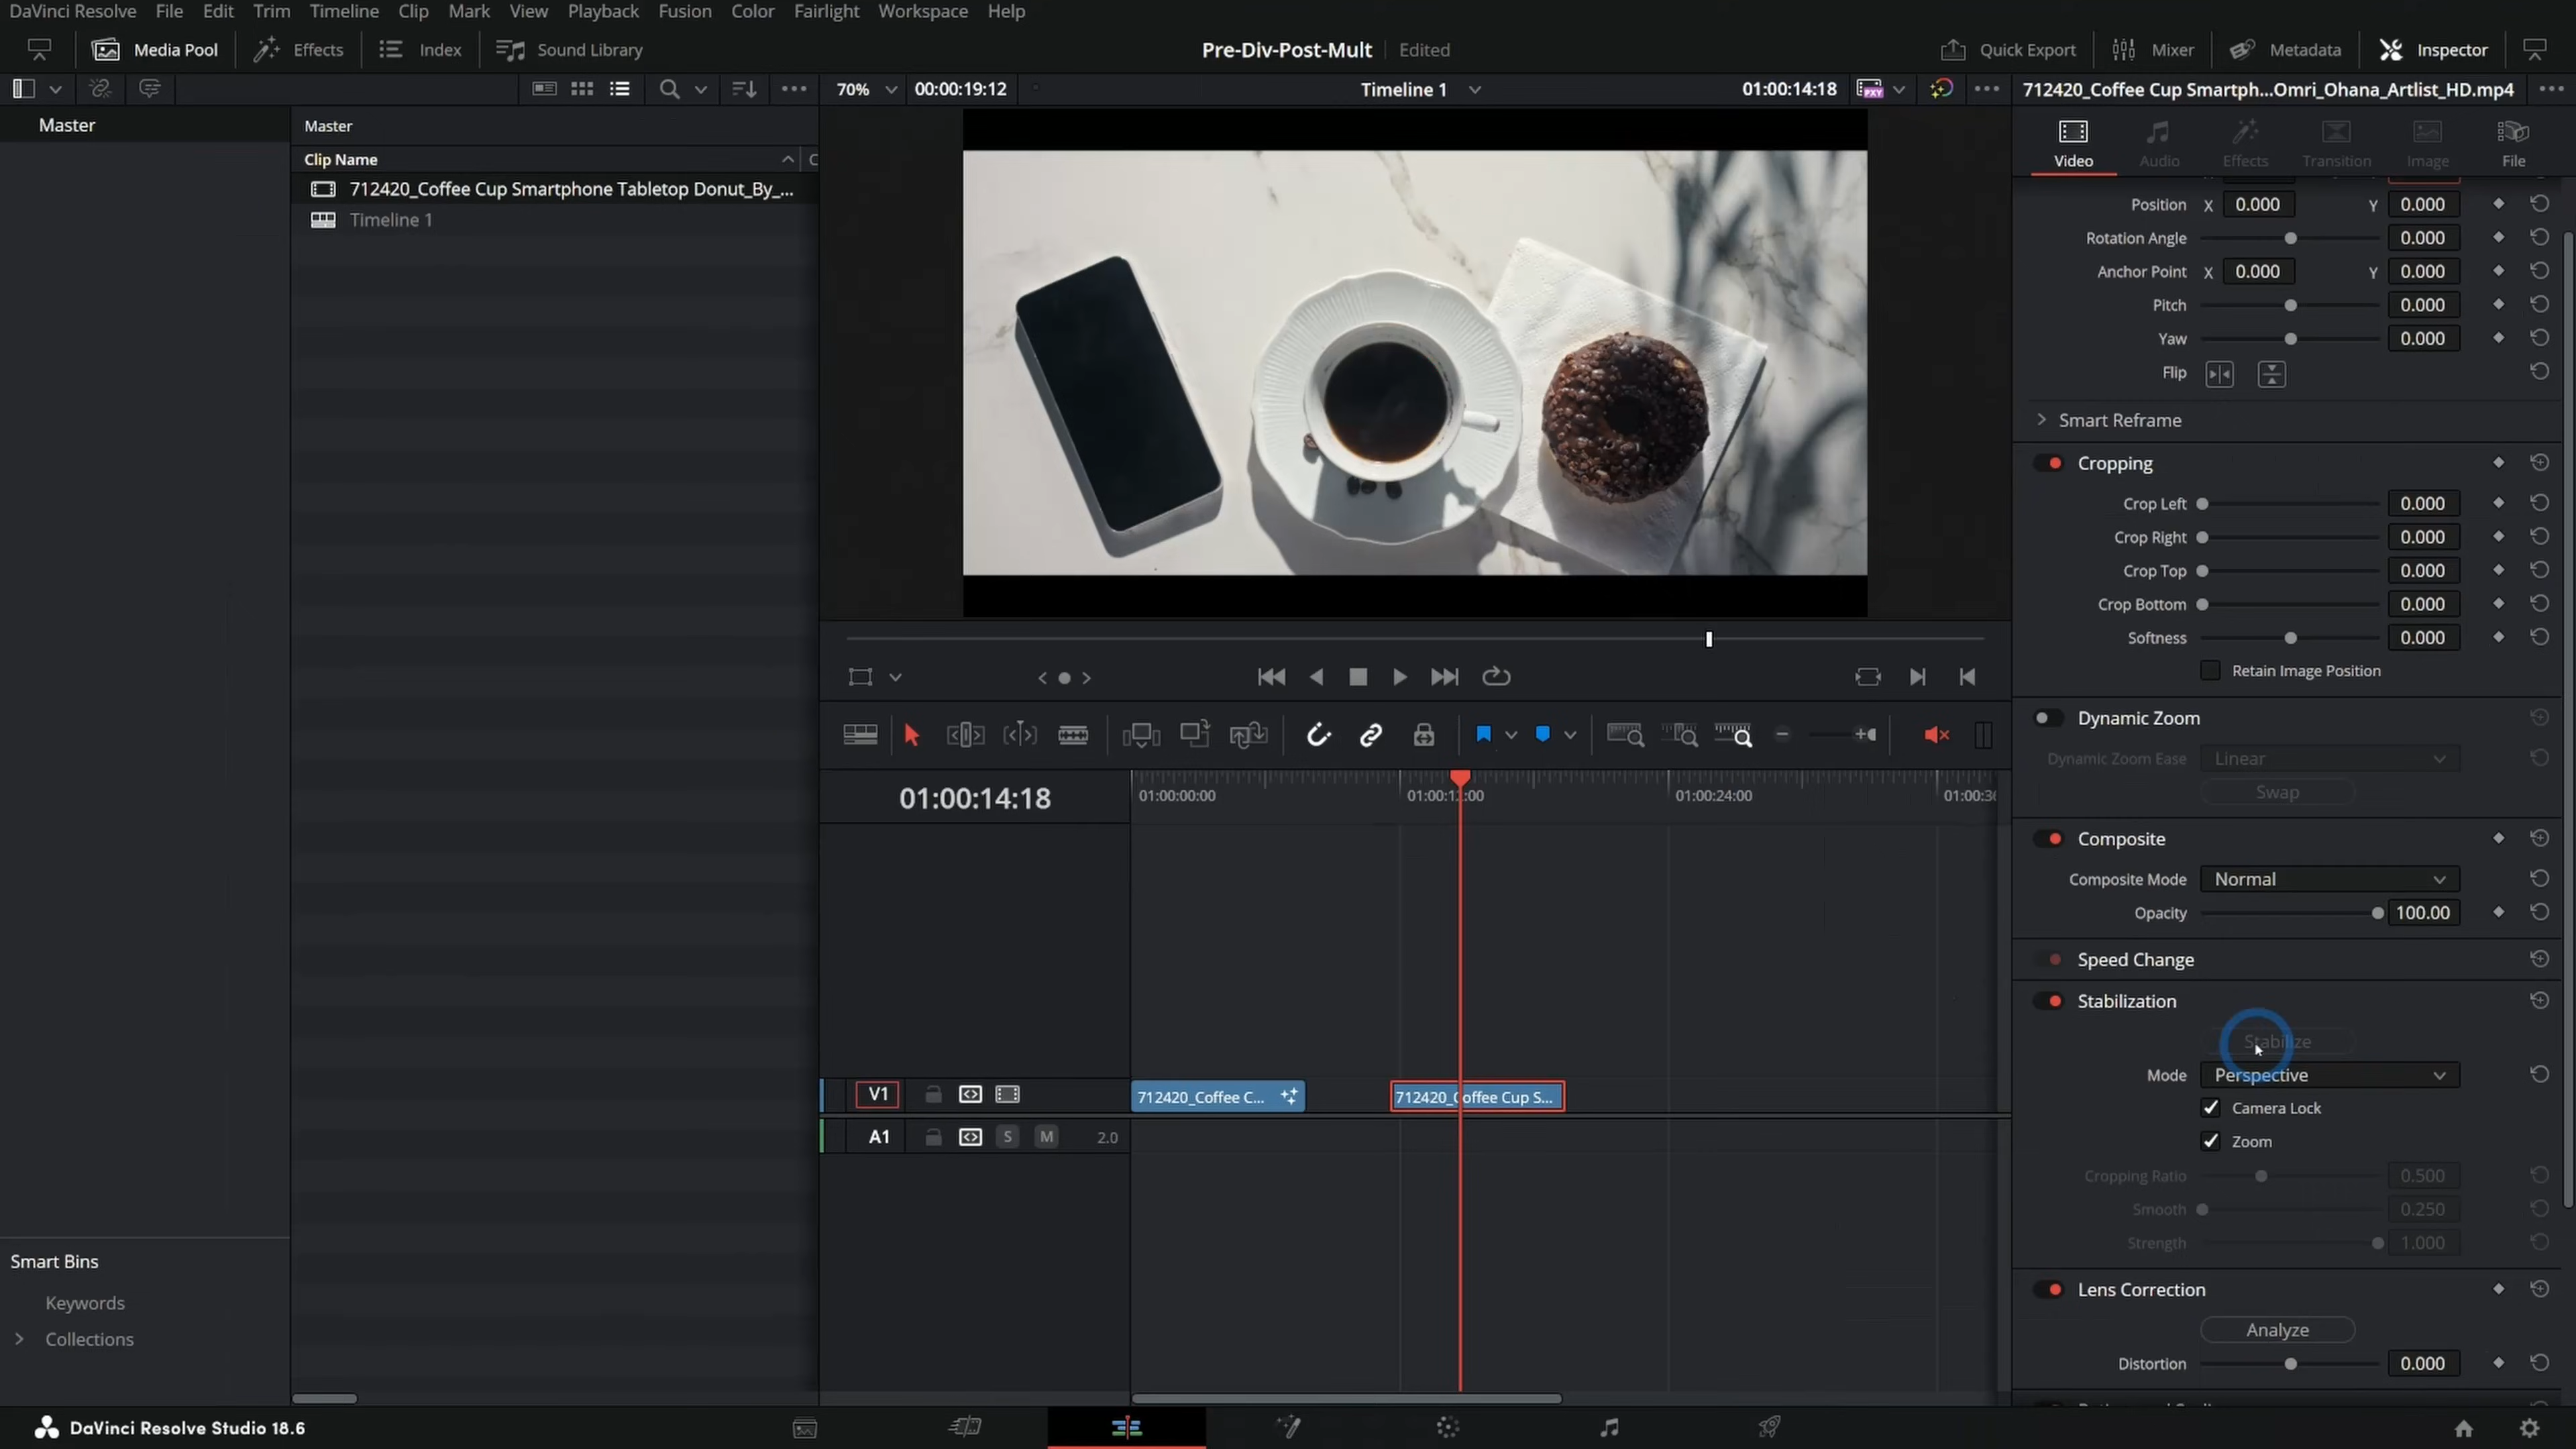 DaVinci Resolve File Edit Trim Timeline Clip Mark View Playback Fusion Color Fairlight Workspace Help
Media Pool Effects Index Sound Library Pre-Div-Post-Mult Edited Quick Export Mixer Metadata Inspector
70% 00:00:19:12 Timeline 1 01:00:14:18 PXY 712420_Coffee Cup Smartph...Omri_Ohana_Artlist_HD.mp4
Master
Master
Clip Name C
712420_Coffee Cup Smartphone Tabletop Donut_By_...
Timeline 1
Smart Bins
Keywords
Collections
01:00:14:18
01:00:00:00 01:00:24:00
V1
712420_Coffee C... 712420_Coffee Cup S...
A1 S M 2.0
Video Audio Effects Transition Image File
Position X 0.000 Y 0.000
Rotation Angle 0.000
Anchor Point X 0.000 Y 0.000
Pitch 0.000
Yaw 0.000
Flip
Smart Reframe
Cropping
Crop Left 0.000
Crop Right 0.000
Crop Top 0.000
Crop Bottom 0.000
Softness 0.000
Retain Image Position
Dynamic Zoom
Dynamic Zoom Ease Linear
Swap
Composite
Composite Mode Normal
Opacity 100.00
Speed Change
Stabilization
Stabilize
Mode Perspective
Camera Lock
Zoom
Cropping Ratio 0.500
Smooth 0.250
Strength 1.000
Lens Correction
Analyze
Distortion 0.000
DaVinci Resolve Studio 18.6